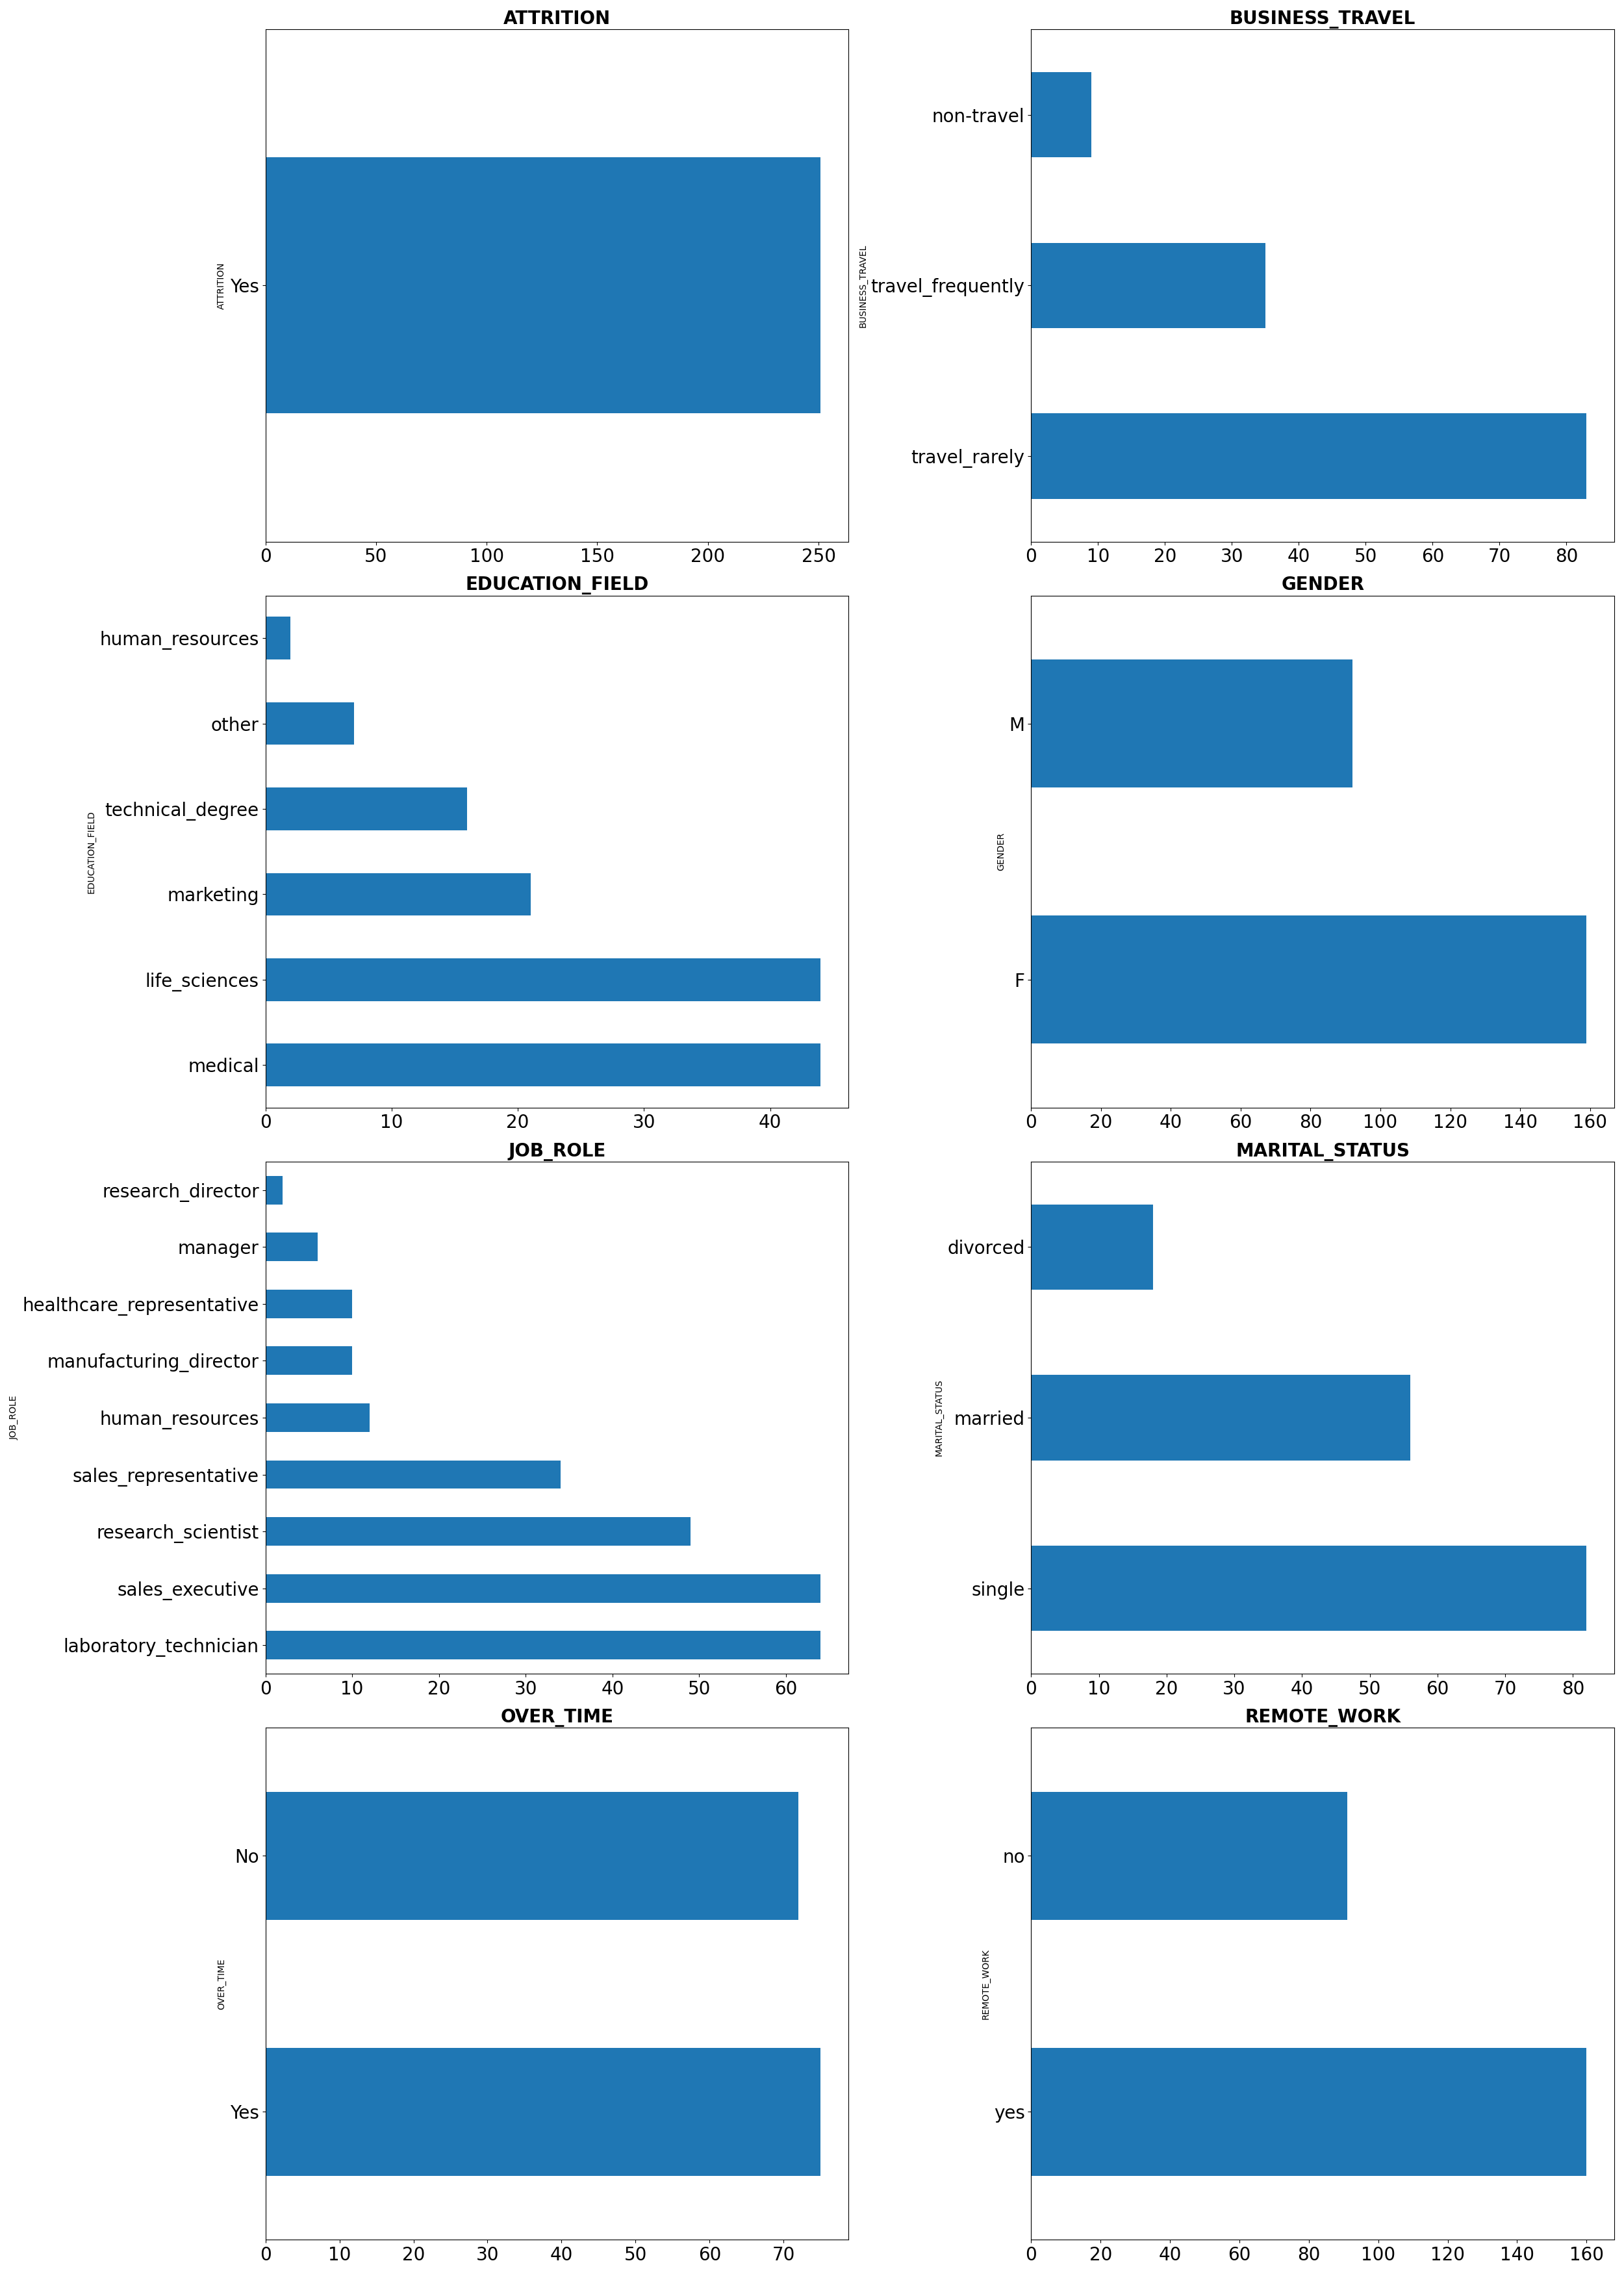 ATTRITION
ATTRITION
Yes
0 50 100 150 200 250
BUSINESS_TRAVEL
BUSINESS_TRAVEL
non-travel
travel_frequently
travel_rarely
0 10 20 30 40 50 60 70 80
EDUCATION_FIELD
EDUCATION_FIELD
human_resources
other
technical_degree
marketing
life_sciences
medical
0 10 20 30 40
GENDER
GENDER
M
F
0 20 40 60 80 100 120 140 160
JOB_ROLE
JOB_ROLE
research_director
manager
healthcare_representative
manufacturing_director
human_resources
sales_representative
research_scientist
sales_executive
laboratory_technician
0 10 20 30 40 50 60
MARITAL_STATUS
MARITAL_STATUS
divorced
married
single
0 10 20 30 40 50 60 70 80
OVER_TIME
OVER_TIME
No
Yes
0 10 20 30 40 50 60 70
REMOTE_WORK
REMOTE_WORK
no
yes
0 20 40 60 80 100 120 140 160